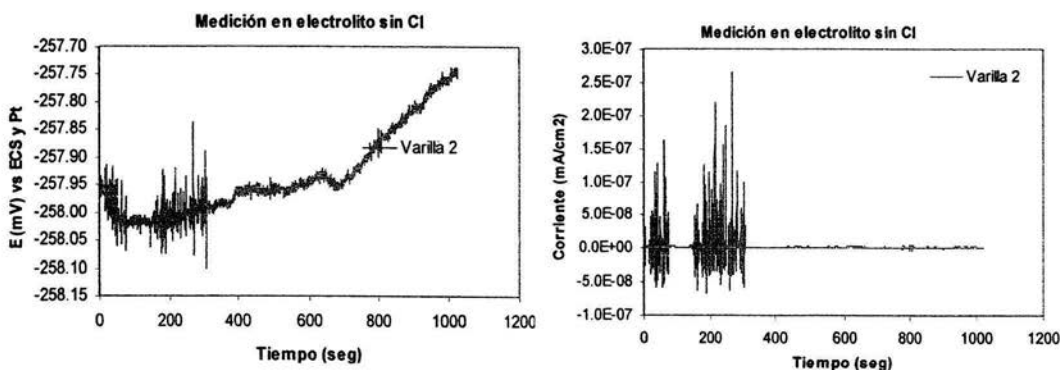 Medición en electrolito sin Cl
E (mV) vs ECS y Pt
-257.70
-257.75
-257.80
-257.85
-257.90
-257.95
-258.00
-258.05
-258.10
-258.15
Varilla 2
0 200 400 600 800 1000 1200
Tiempo (seg)
Medición en electrolito sin Cl
Corriente (mA/cm2)
3.0E-07
2.5E-07
2.0E-07
1.5E-07
1.0E-07
5.0E-08
0.0E+00
-5.0E-08
-1.0E-07
Varilla 2
0 200 400 600 800 1000 1200
Tiempo (seg)